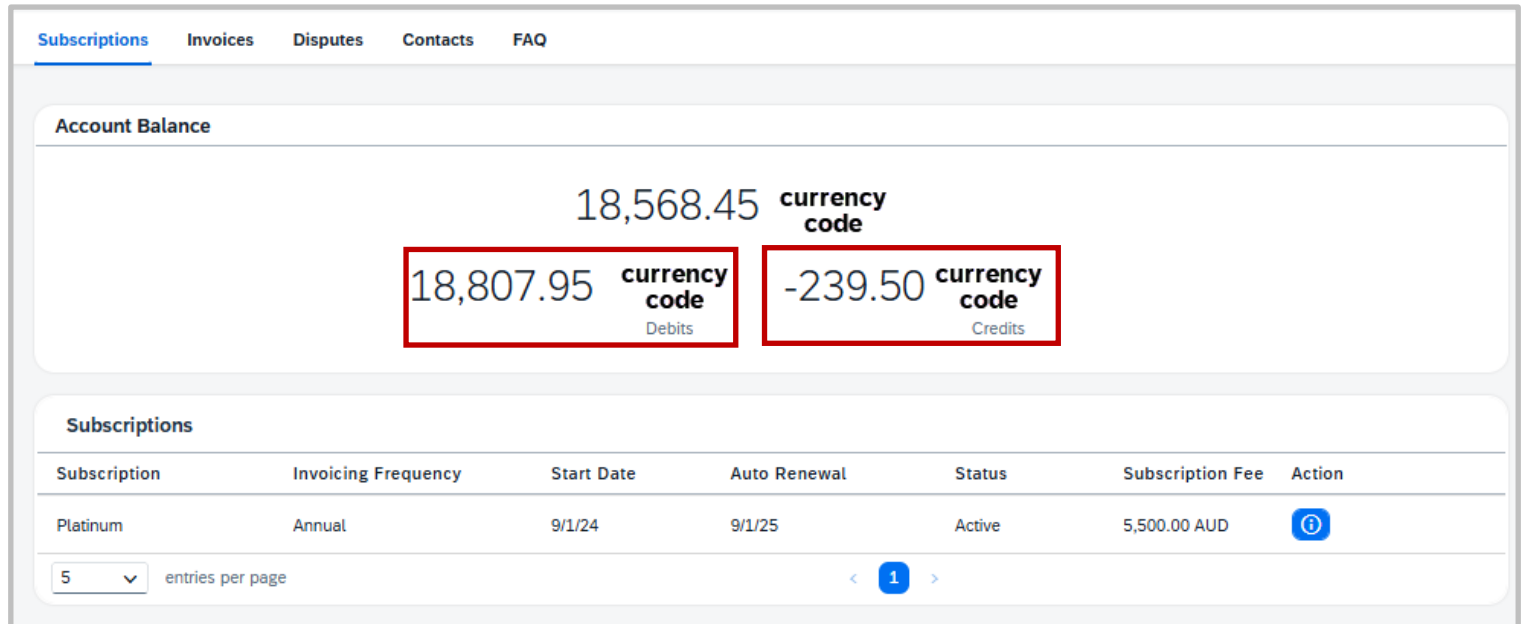 Subscriptions Invoices Disputes Contacts FAQ
Account Balance
18,568.45 currency code
18,807.95 currency code
Debits
-239.50 currency code
Credits
Subscriptions
Subscription Invoicing Frequency Start Date Auto Renewal Status Subscription Fee Action
Platinum Annual 9/1/24 9/1/25 Active 5,500.00 AUD
5 entries per page < 1 >